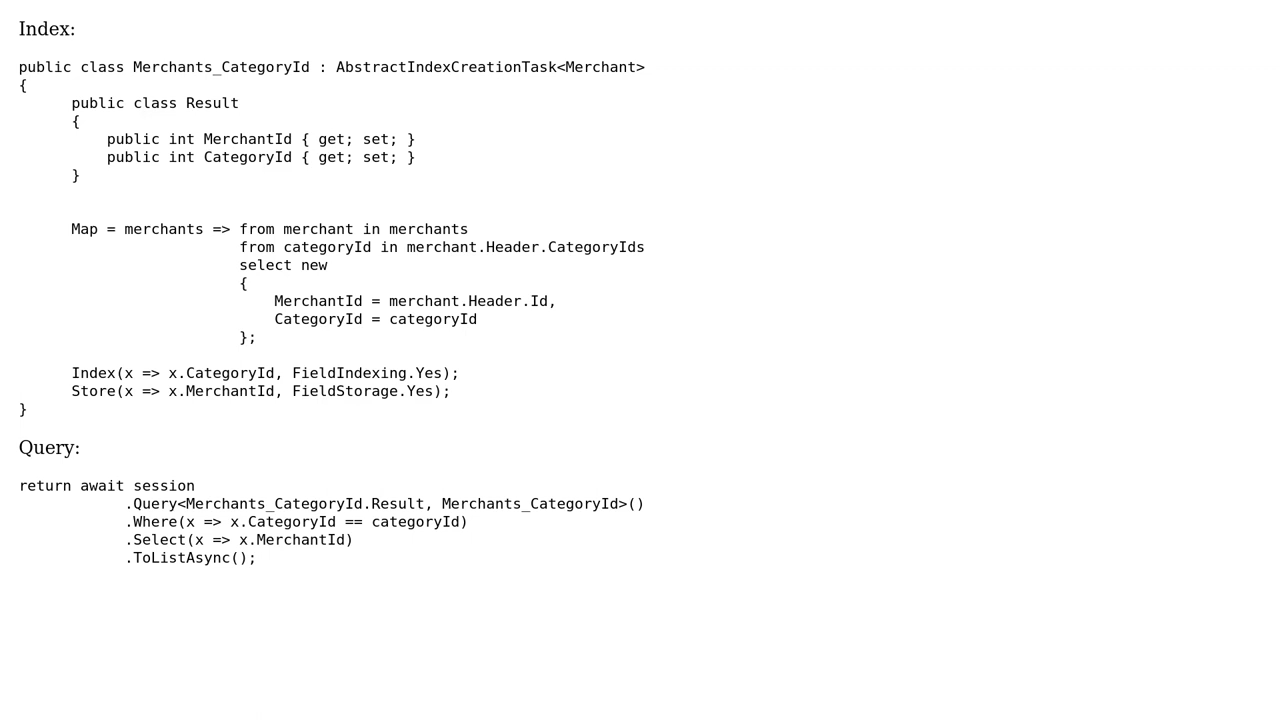 Index:
public class Merchants_CategoryId : AbstractIndexCreationTask<Merchant>
{
      public class Result
      {
          public int MerchantId { get; set; }
          public int CategoryId { get; set; }
      }
      Map = merchants => from merchant in merchants
                         from categoryId in merchant.Header.CategoryIds
                         select new
                         {
                             MerchantId = merchant.Header.Id,
                             CategoryId = categoryId
                         };
      Index(x => x.CategoryId, FieldIndexing.Yes);
      Store(x => x.MerchantId, FieldStorage.Yes);
}
Query:
return await session
            .Query<Merchants_CategoryId.Result, Merchants_CategoryId>()
            .Where(x => x.CategoryId == categoryId)
            .Select(x => x.MerchantId)
            .ToListAsync();